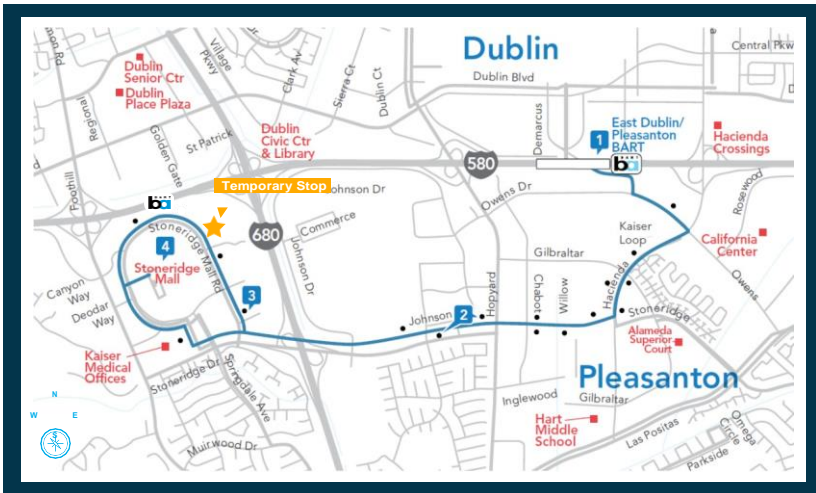 Dublin
Central Pkwy
Dublin Blvd
Dublin
Senior Ctr
Dublin
Place Plaza
Village
Pkwy
Clark Av
Sierra Ct
Dublin Ct
Demarcus
Regional
Golden Gate
St Patrick
Dublin
Civic Ctr
& Library
1
East Dublin/
Pleasanton
BART
ba
Hacienda
Crossings
580
Foothill
Temporary Stop
Johnson Dr
Owens Dr
Rosewood
ba
Commerce
680
Johnson Dr
Kaiser
Loop
California
Center
Stoneridge Mall Rd
4
Stoneridge
Mall
Gilbraltar
Owens
Canyon
Way
Deodar
Way
3
Hopyard
Chabot
Willow
Hacienda
Johnson
2
Stoneridge
Alameda
Superior
Court
Kaiser
Medical
Offices
Stoneridge Dr
Springdale Ave
Pleasanton
Inglewood
Gilbraltar
Hart
Middle
School
Las Positas
Omega
Circle
Parkside
Muirwood Dr
N
W
E
S